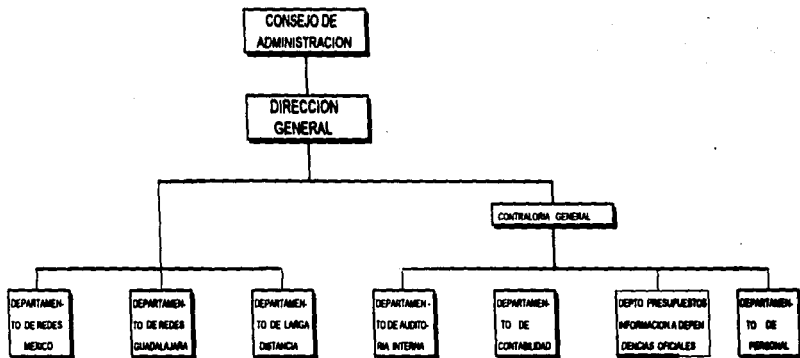 CONSEJO DE
ADMINISTRACION
DIRECCION
GENERAL
CONTRALORIA GENERAL
DEPARTAMEN-
TO DE REDES
MEXICO
DEPARTAMEN-
TO DE REDES
GUADALAJARA
DEPARTAMEN-
TO DE LARGA
DISTANCIA
DEPARTAMEN-
TO DE AUDITO-
RIA INTERNA
DEPARTAMEN-
TO DE
CONTABILIDAD
DEPTO PRESUPUESTOS
INFORMACION A DEPEN
DENCIAS OFICIALES
DEPARTAMEN-
TO DE
PERSONAL